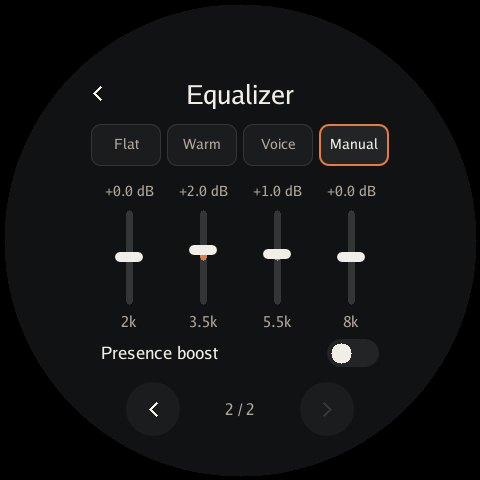 Equalizer
Flat Warm Voice Manual
+0.0 dB +2.0 dB +1.0 dB +0.0 dB
2k 3.5k 5.5k 8k
Presence boost
2 / 2